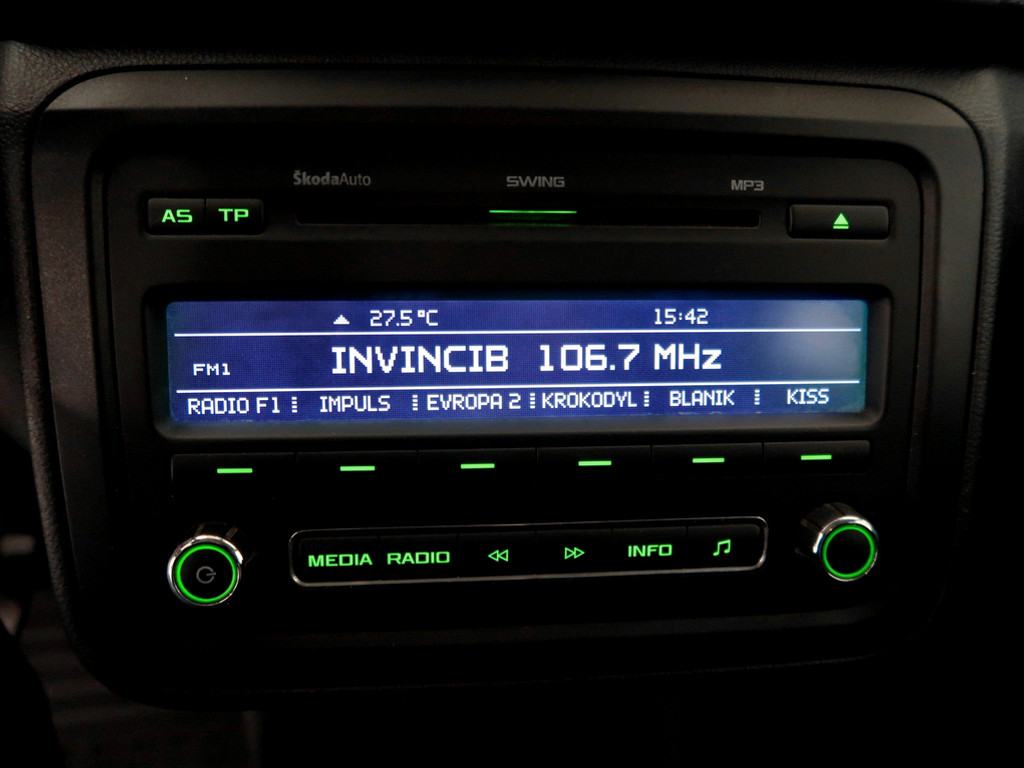 ŠkodaAuto SWING MP3
AS TP
27.5°C 15:42
FM1 INVINCIB 106.7 MHz
RADIO F1 IMPULS EVROPA 2 KROKODYL BLANIK KISS
MEDIA RADIO INFO